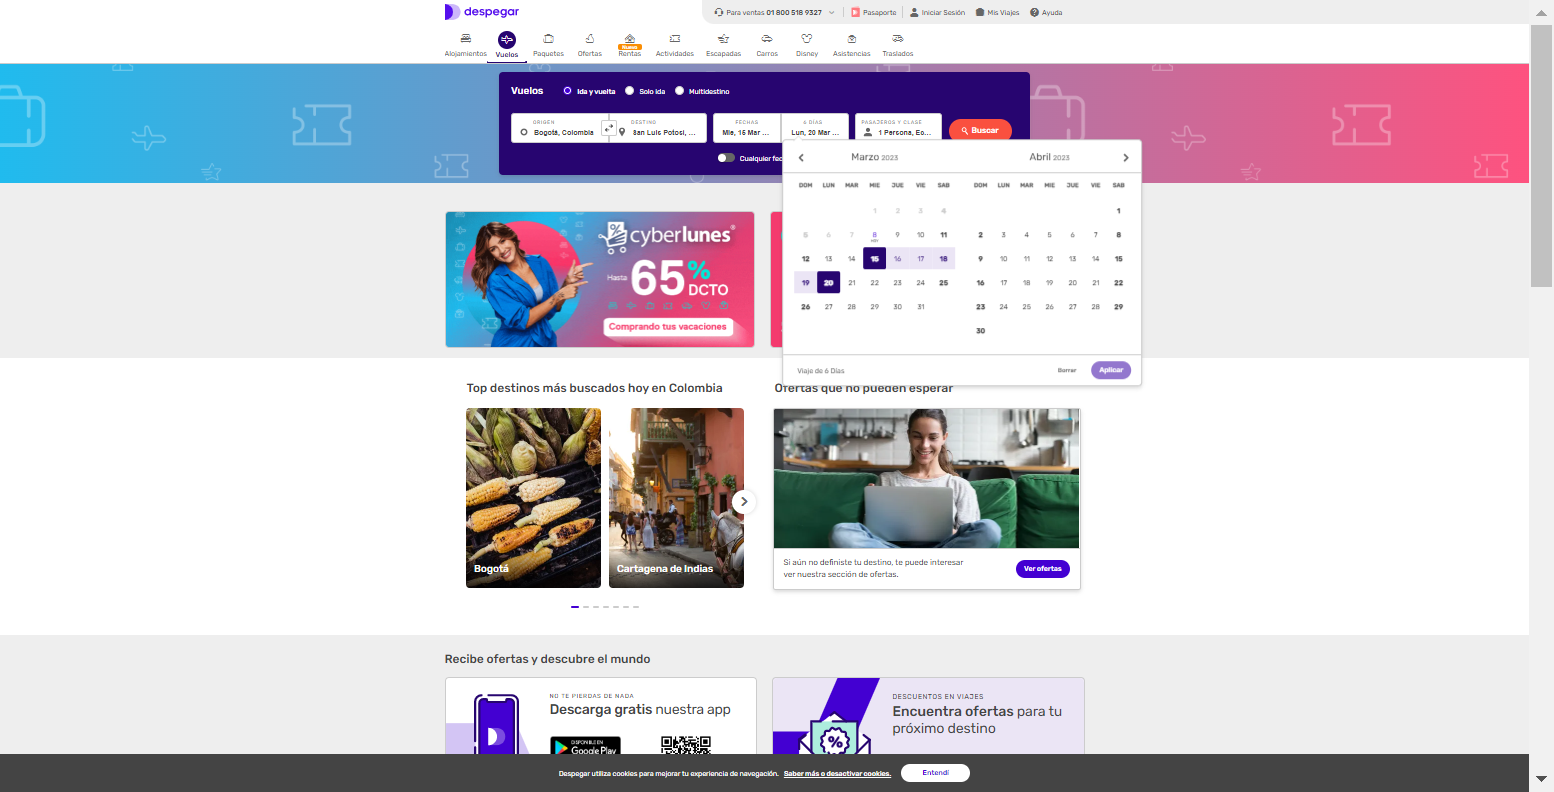 despegar
Para ventas 01 800 518 9327
Pasaporte
Iniciar Sesión
Mis Viajes
Ayuda
Alojamientos
Vuelos
Paquetes
Ofertas
Nuevo
Rentas
Actividades
Escapadas
Carros
Disney
Asistencias
Traslados
Vuelos
Ida y vuelta
Solo ida
Multidestino
ORIGEN
Bogotá, Colombia
DESTINO
San Luis Potosí, ...
FECHAS
Mie, 15 Mar ...
6 DIAS
Lun, 20 Mar ...
PASAJEROS Y CLASE
1 Persona, Ec...
Buscar
Cualquier fec
Marzo 2023
DOM LUN MAR MIE JUE VIE SAB
1 2 3 4
5 6 7 8 9 10 11
HOY
12 13 14 15 16 17 18
19 20 21 22 23 24 25
26 27 28 29 30 31
Abril 2023
DOM LUN MAR MIE JUE VIE SAB
1
2 3 4 5 6 7 8
9 10 11 12 13 14 15
16 17 18 19 20 21 22
23 24 25 26 27 28 29
30
Viaje de 6 Días
Borrar
Aplicar
cyberlunes
Hasta 65% DCTO
Comprando tus vacaciones
Top destinos más buscados hoy en Colombia
Bogotá
Cartagena de Indias
Ofertas que no pueden esperar
Si aún no definiste tu destino, te puede interesar
ver nuestra sección de ofertas.
Ver ofertas
Recibe ofertas y descubre el mundo
NO TE PIERDAS DE NADA
Descarga gratis nuestra app
DISPONIBLE EN
Google Play
DESCUENTOS EN VIAJES
Encuentra ofertas para tu
próximo destino
Despegar utiliza cookies para mejorar tu experiencia de navegación. Saber más o desactivar cookies.
Entendí